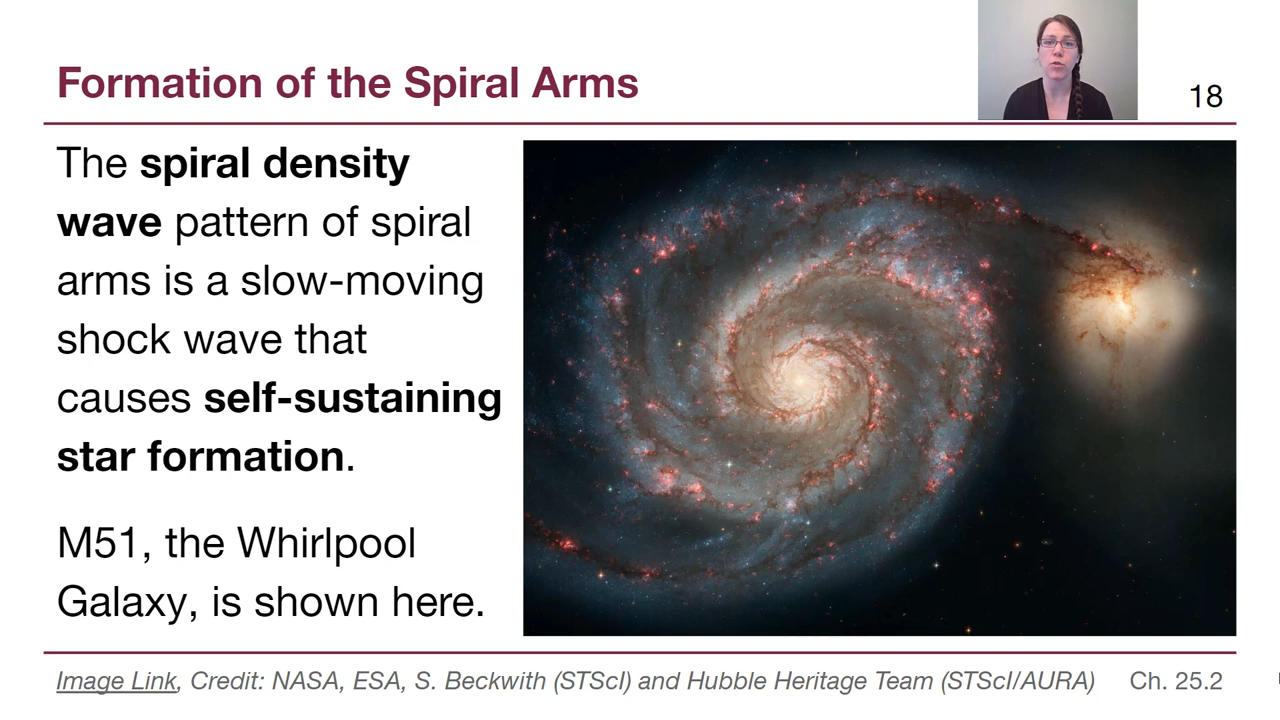 Formation of the Spiral Arms
18
The spiral density
wave pattern of spiral
arms is a slow-moving
shock wave that
causes self-sustaining
star formation.
M51, the Whirlpool
Galaxy, is shown here.
Image Link, Credit: NASA, ESA, S. Beckwith (STScI) and Hubble Heritage Team (STScI/AURA)
Ch. 25.2